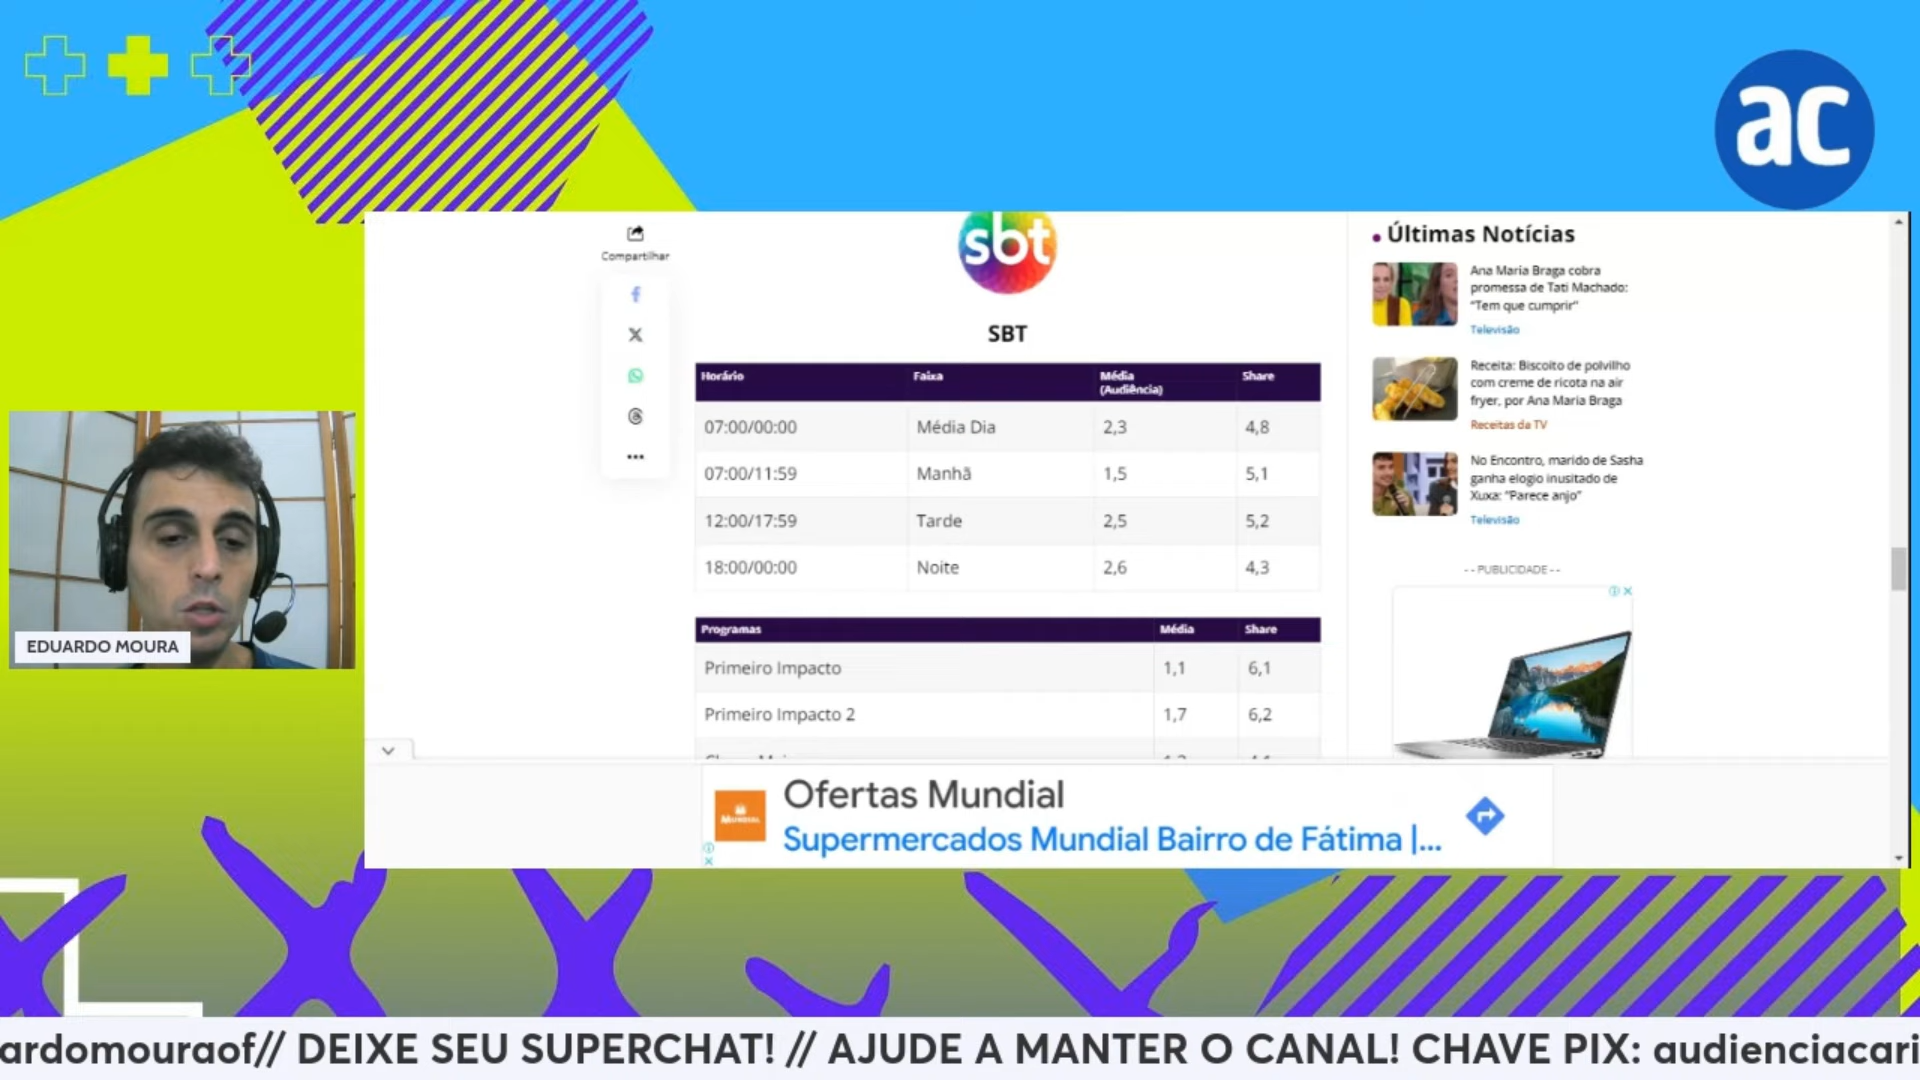 ac
Compartilhar
sbt
SBT
Horário Faixa Média (Audiência) Share
07:00/00:00 Média Dia 2,3 4,8
07:00/11:59 Manhã 1,5 5,1
12:00/17:59 Tarde 2,5 5,2
18:00/00:00 Noite 2,6 4,3
Programas Média Share
Primeiro Impacto 1,1 6,1
Primeiro Impacto 2 1,7 6,2
Últimas Notícias
Ana Maria Braga cobra
promessa de Tati Machado:
“Tem que cumprir”
Televisão
Receita: Biscoito de polvilho
com creme de ricota na air
fryer, por Ana Maria Braga
Receitas da TV
No Encontro, marido de Sasha
ganha elogio inusitado de
Xuxa: “Parece anjo”
Televisão
- - PUBLICIDADE - -
EDUARDO MOURA
MUNDIAL
Ofertas Mundial
Supermercados Mundial Bairro de Fátima |...
ardomouraof// DEIXE SEU SUPERCHAT! // AJUDE A MANTER O CANAL! CHAVE PIX: audienciacari